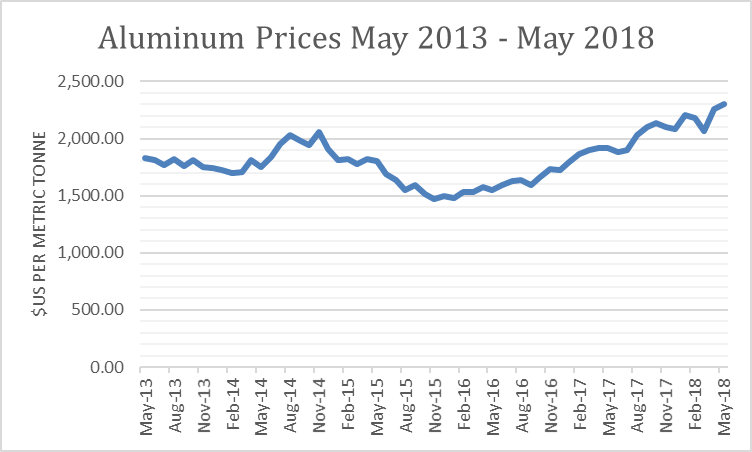 Aluminum Prices May 2013 - May 2018
$US PER METRIC TONNE
2,500.00
2,000.00
1,500.00
1,000.00
500.00
0.00
May-13
Aug-13
Nov-13
Feb-14
May-14
Aug-14
Nov-14
Feb-15
May-15
Aug-15
Nov-15
Feb-16
May-16
Aug-16
Nov-16
Feb-17
May-17
Aug-17
Nov-17
Feb-18
May-18